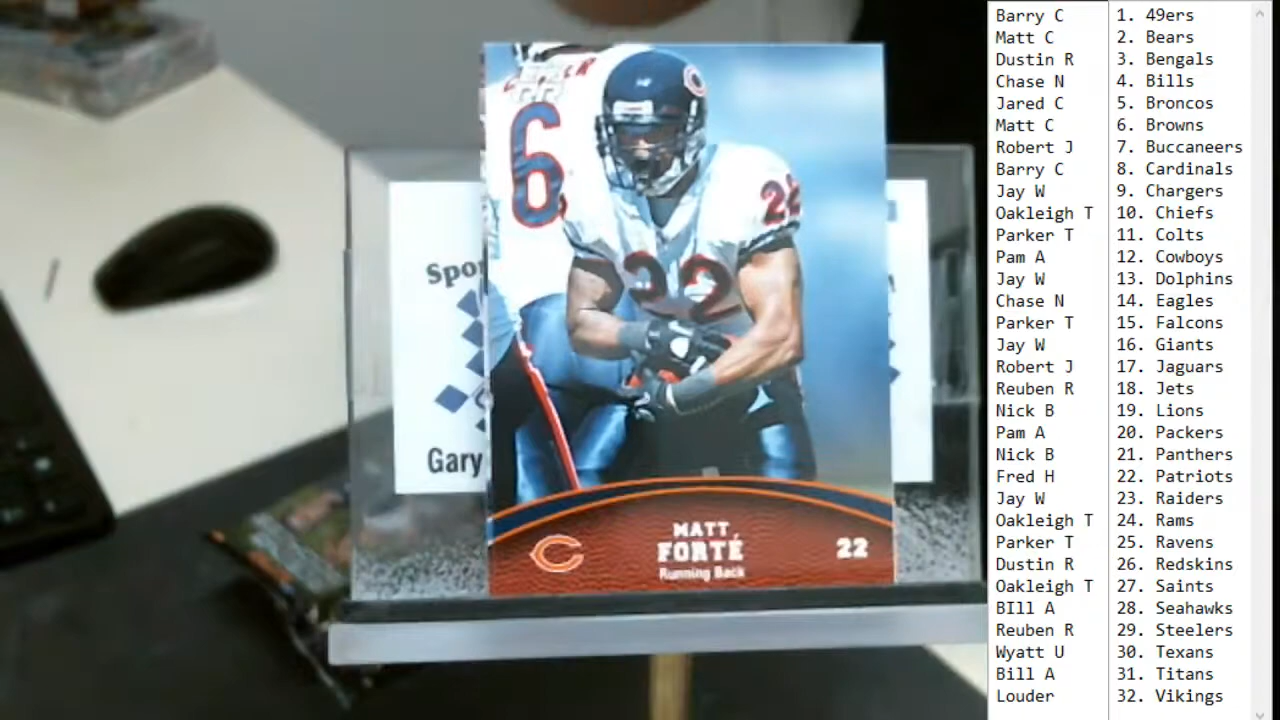 6
22
22
Spor
Gary
MATT
FORTÉ
22
Running Back
Barry C 1. 49ers
Matt C 2. Bears
Dustin R 3. Bengals
Chase N 4. Bills
Jared C 5. Broncos
Matt C 6. Browns
Robert J 7. Buccaneers
Barry C 8. Cardinals
Jay W 9. Chargers
Oakleigh T 10. Chiefs
Parker T 11. Colts
Pam A 12. Cowboys
Jay W 13. Dolphins
Chase N 14. Eagles
Parker T 15. Falcons
Jay W 16. Giants
Robert J 17. Jaguars
Reuben R 18. Jets
Nick B 19. Lions
Pam A 20. Packers
Nick B 21. Panthers
Fred H 22. Patriots
Jay W 23. Raiders
Oakleigh T 24. Rams
Parker T 25. Ravens
Dustin R 26. Redskins
Oakleigh T 27. Saints
BIll A 28. Seahawks
Reuben R 29. Steelers
Wyatt U 30. Texans
Bill A 31. Titans
Louder 32. Vikings